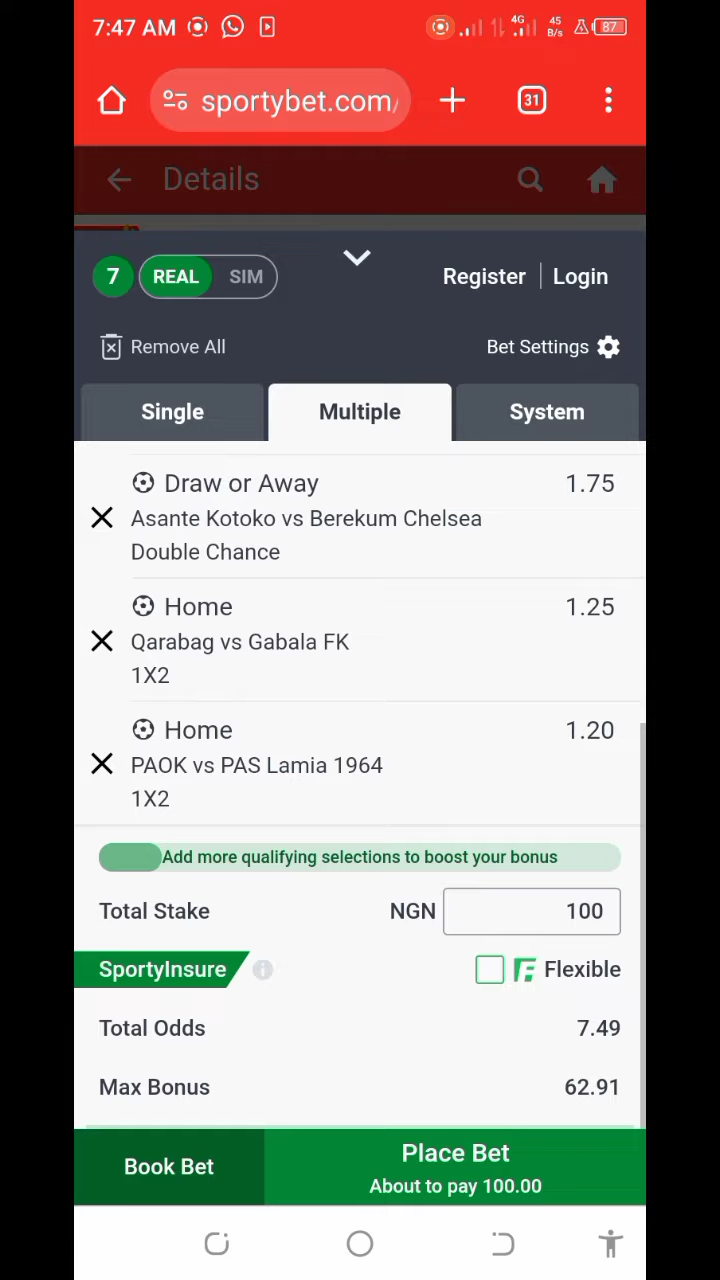 7:47 AM 4G 45 B/s 87
sportybet.com/ 31
Details
7 REAL SIM Register Login
Remove All Bet Settings
Single Multiple System
Draw or Away 1.75
Asante Kotoko vs Berekum Chelsea
Double Chance
Home 1.25
Qarabag vs Gabala FK
1X2
Home 1.20
PAOK vs PAS Lamia 1964
1X2
Add more qualifying selections to boost your bonus
Total Stake NGN 100
SportyInsure Flexible
Total Odds 7.49
Max Bonus 62.91
Book Bet Place Bet
About to pay 100.00